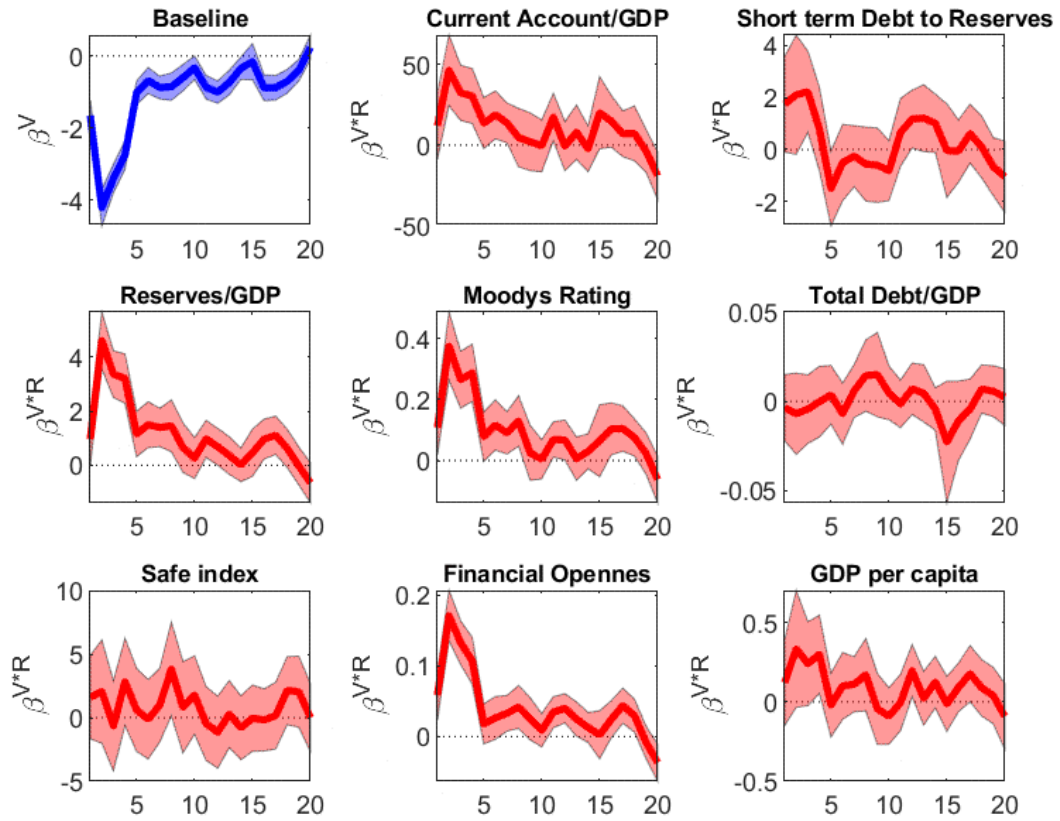 Baseline
0
-2
-4
β^V
5 10 15 20
Current Account/GDP
50
0
-50
β^V*R
5 10 15 20
Short term Debt to Reserves
4
2
0
-2
β^V*R
5 10 15 20
Reserves/GDP
4
2
0
β^V*R
5 10 15 20
Moodys Rating
0.4
0.2
0
β^V*R
5 10 15 20
Total Debt/GDP
0.05
0
-0.05
β^V*R
5 10 15 20
Safe index
10
5
0
-5
β^V*R
5 10 15 20
Financial Opennes
0.2
0.1
0
β^V*R
5 10 15 20
GDP per capita
0.5
0
-0.5
β^V*R
5 10 15 20